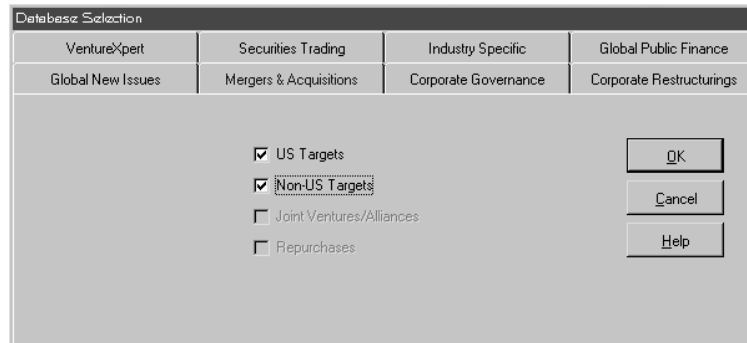 Database Selection
VentureXpert Securities Trading Industry Specific Global Public Finance
Global New Issues Mergers & Acquisitions Corporate Governance Corporate Restructurings
US Targets OK
Non-US Targets
Cancel
Joint Ventures/Alliances
Help
Repurchases